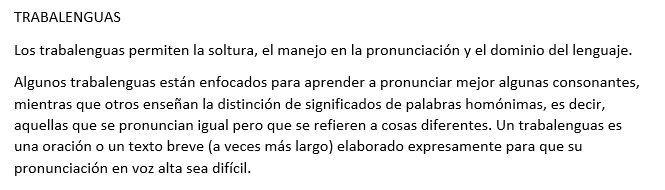 TRABALENGUAS
Los trabalenguas permiten la soltura, el manejo en la pronunciación y el dominio del lenguaje.
Algunos trabalenguas están enfocados para aprender a pronunciar mejor algunas consonantes,
mientras que otros enseñan la distinción de significados de palabras homónimas, es decir,
aquellas que se pronuncian igual pero que se refieren a cosas diferentes. Un trabalenguas es
una oración o un texto breve (a veces más largo) elaborado expresamente para que su
pronunciación en voz alta sea difícil.